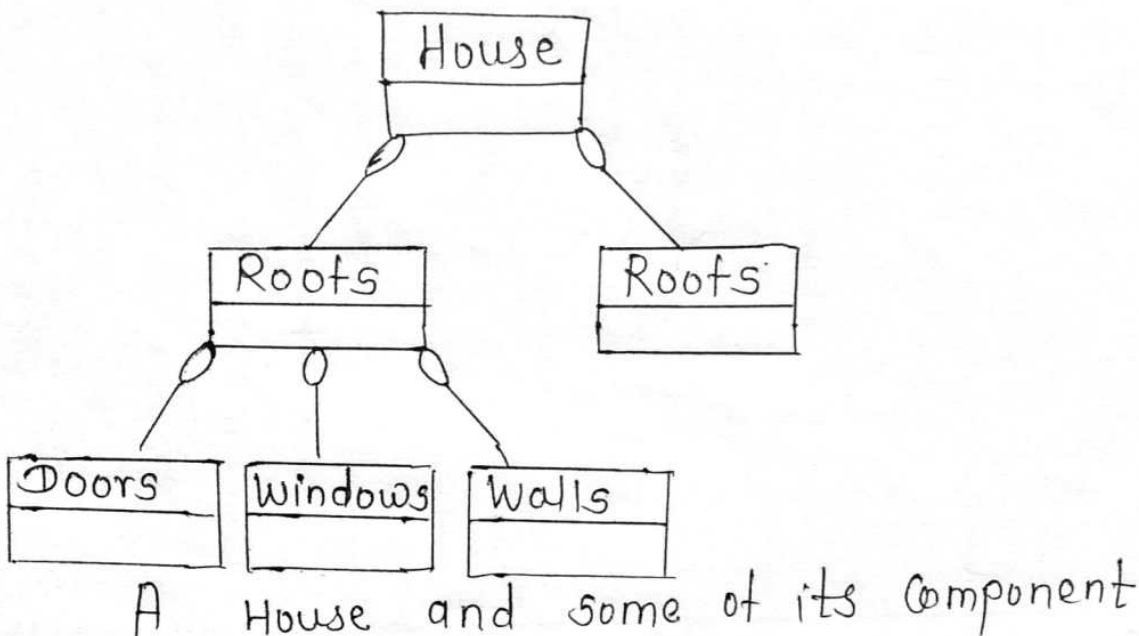 House
Roofs
Roofs
Doors
Windows
Walls
A House and some of its component